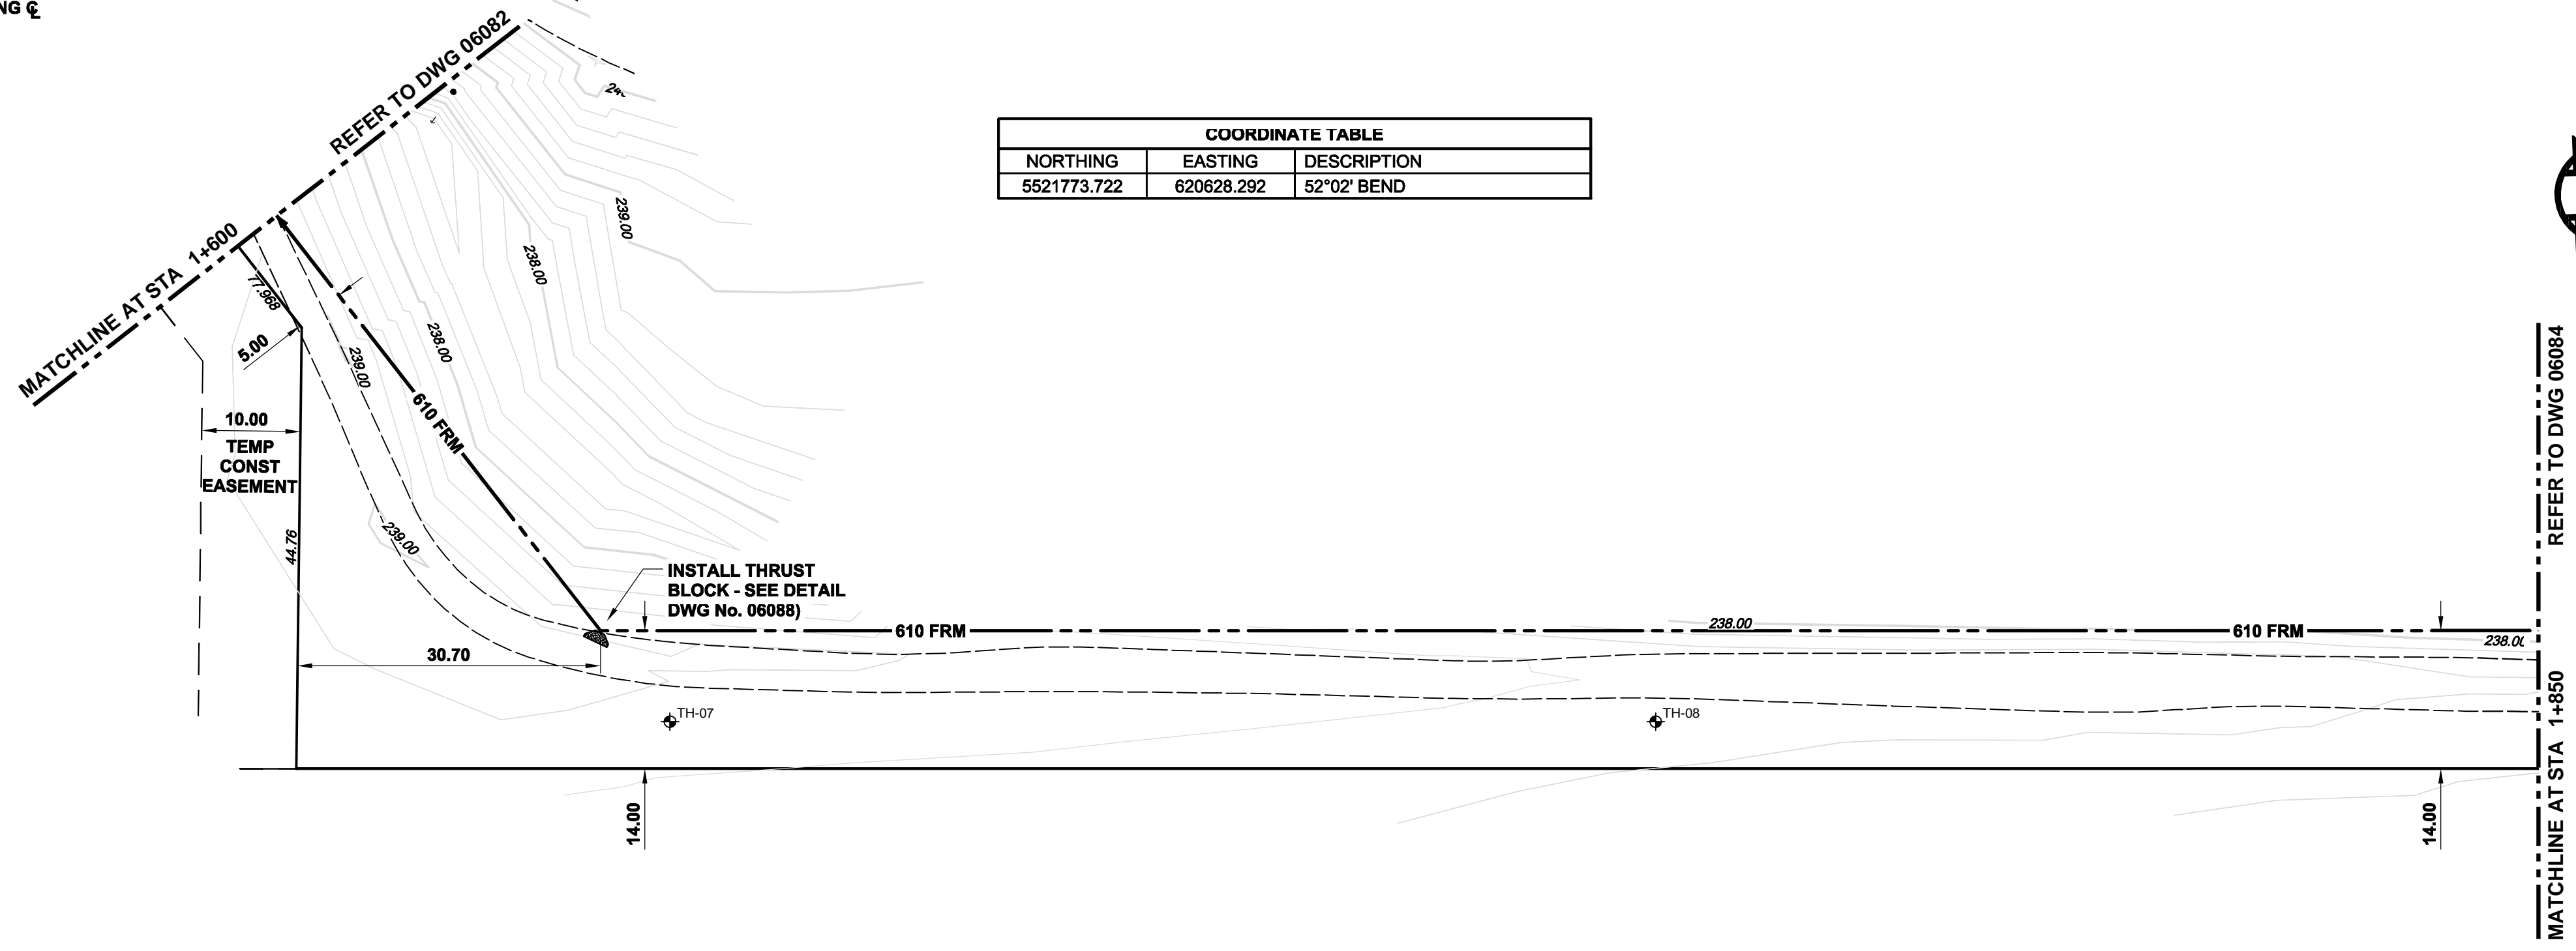 NG ℄
REFER TO DWG 06082
MATCHLINE AT STA 1+600
COORDINATE TABLE
NORTHING EASTING DESCRIPTION
5521773.722 620628.292 52°02' BEND
239.00
238.00
77.968
5.00
239.00
238.00
610 FRM
10.00
TEMP
CONST
EASEMENT
44.76
239.00
INSTALL THRUST
BLOCK - SEE DETAIL
DWG No. 06088)
30.70
610 FRM
238.00
610 FRM
238.00
TH-07
TH-08
14.00
14.00
REFER TO DWG 06084
MATCHLINE AT STA 1+850